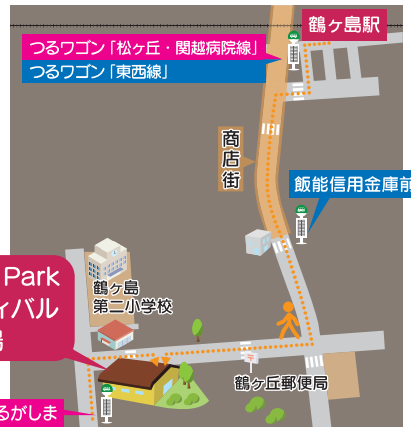 鶴ヶ島駅
つるワゴン「松ヶ丘・関越病院線」
つるワゴン「東西線」
商店街
飯能信用金庫前
Park
ィバル
鶴ヶ島
第二小学校
鶴ヶ丘郵便局
るがしま